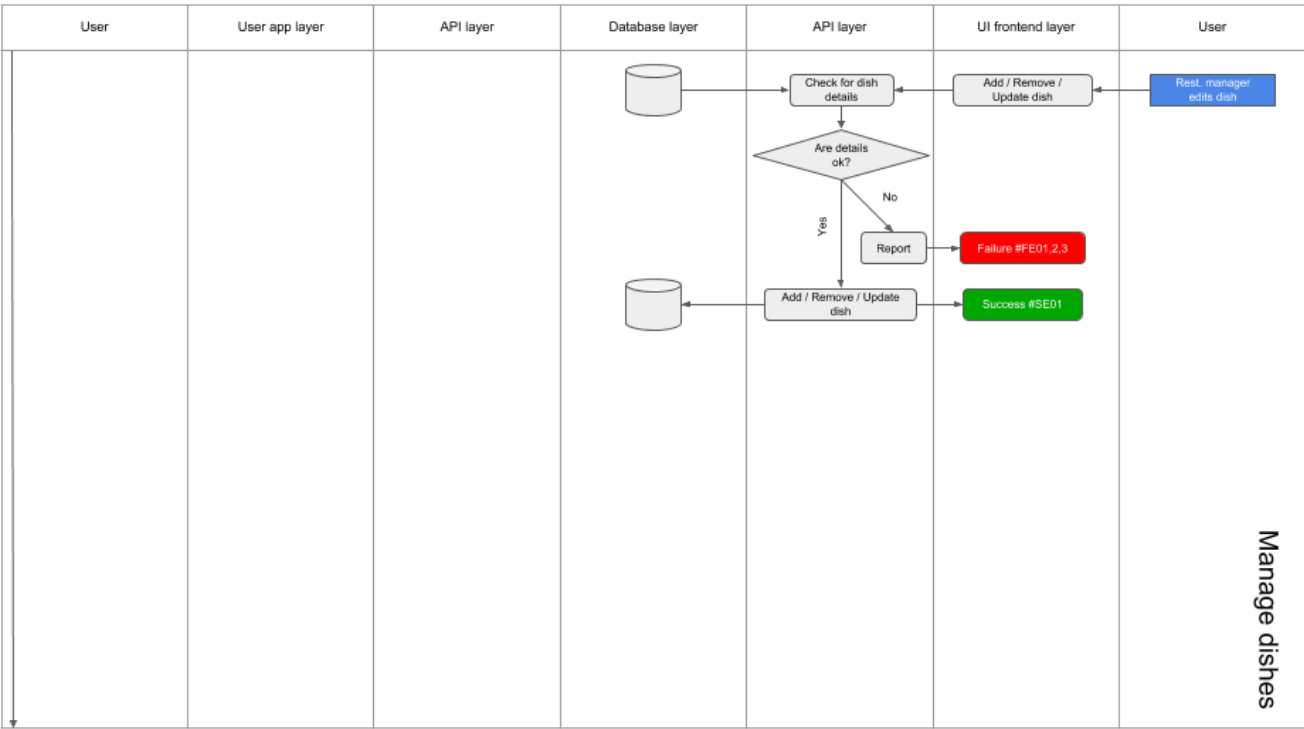 User
User app layer
API layer
Database layer
API layer
UI frontend layer
User
Check for dish
details
Add / Remove /
Update dish
Rest. manager
edits dish
Are details
ok?
No
Yes
Report
Failure #FE01,2,3
Add / Remove / Update
dish
Success #SE01
Manage dishes